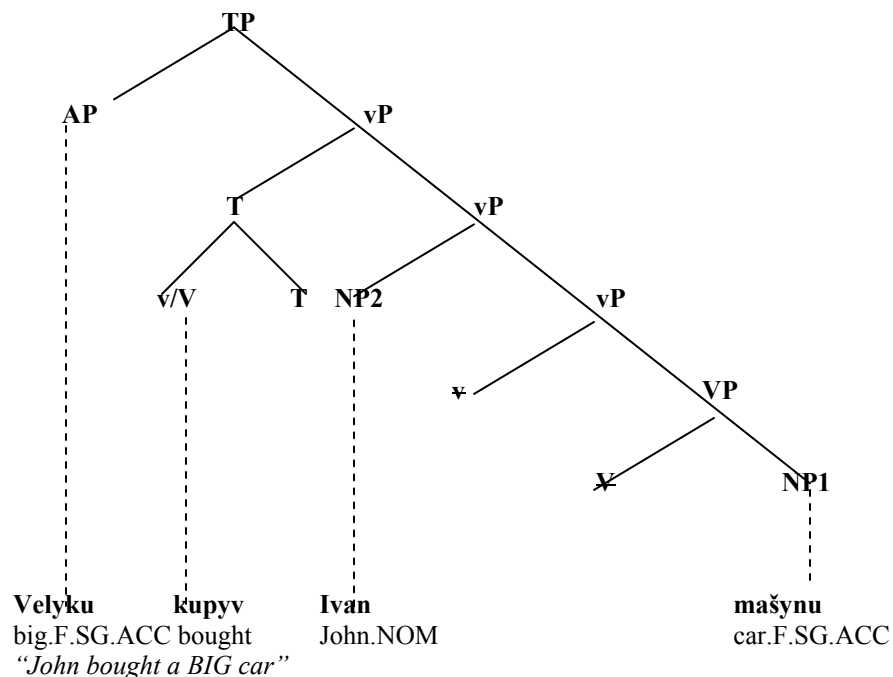 TP
AP vP
T vP
v/V T NP2 vP
v VP
V NP1
Velyku kupyv Ivan mašynu
big.F.SG.ACC bought John.NOM car.F.SG.ACC
“John bought a BIG car”